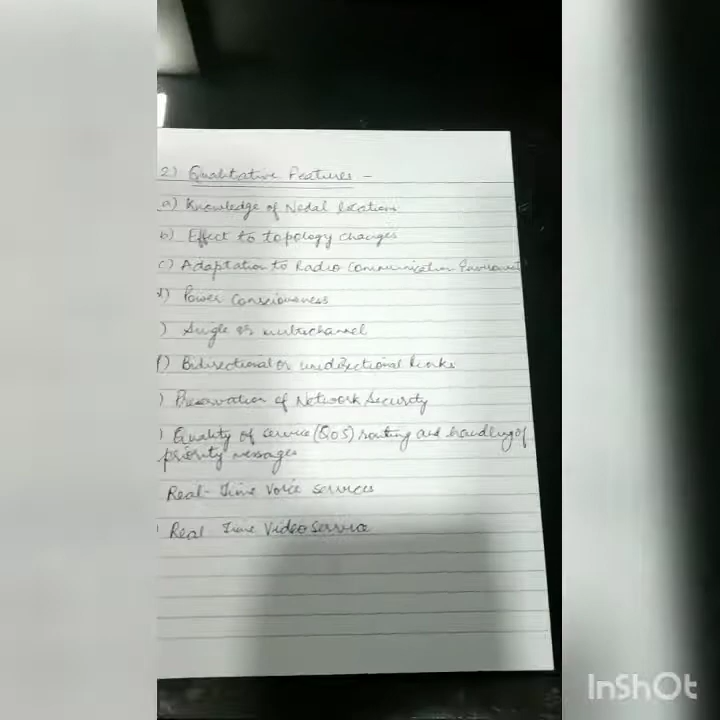 2) Qualitative Features -
a) Knowledge of Nodal locations
b) Effect to topology changes
c) Adaptation to Radio Communication Environment
d) Power Consciousness
) Single or multichannel
f) Bidirectional or unidirectional links
) Preservation of Network Security
) Quality of service (QoS) routing and handling of
priority messages
Real-Time Voice services
Real Time Video Service
InShOt